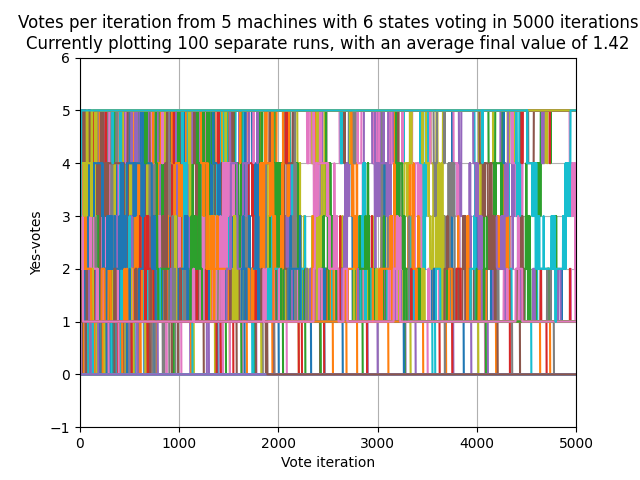 Votes per iteration from 5 machines with 6 states voting in 5000 iterations
Currently plotting 100 separate runs, with an average final value of 1.42
6
5
4
3
2
1
0
−1
Yes-votes
0 1000 2000 3000 4000 5000
Vote iteration